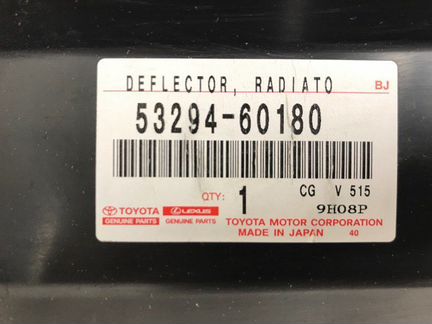 DEFLECTOR, RADIATO BJ
53294-60180
QTY: 1 CG V 515
9H08P
TOYOTA LEXUS TOYOTA MOTOR CORPORATION
GENUINE PARTS GENUINE PARTS MADE IN JAPAN 40